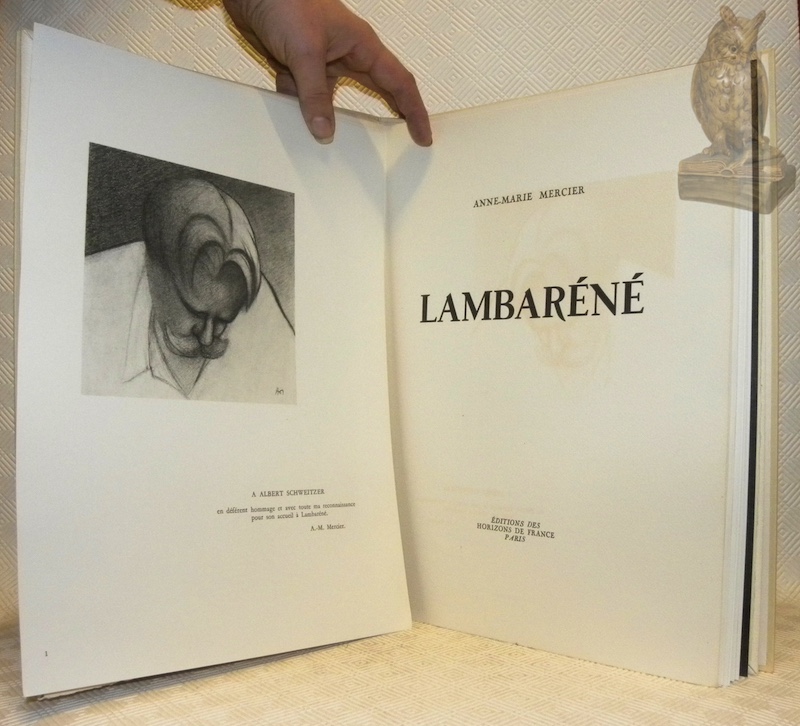 A ALBERT SCHWEITZER
en déférent hommage et avec toute ma reconnaissance
pour son accueil à Lambaréné.
A.-M. Mercier.
1
ANNE-MARIE MERCIER
LAMBARÉNÉ
ÉDITIONS DES
HORIZONS DE FRANCE
PARIS